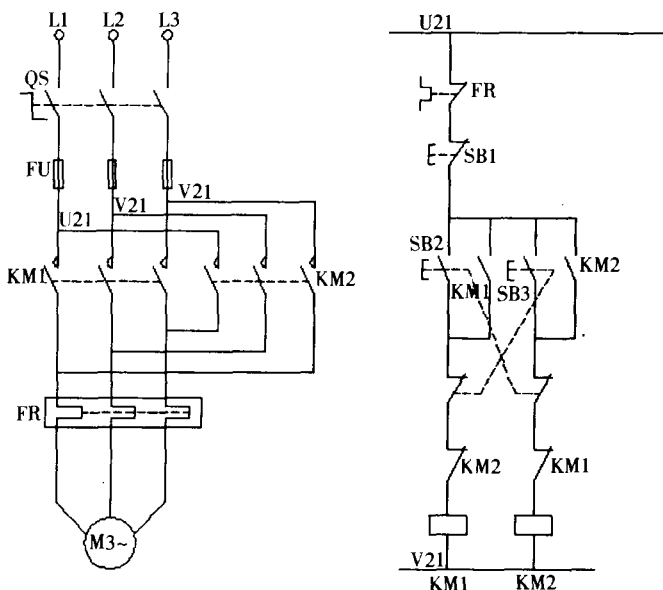 L1 L2 L3
QS
FU
U21 V21 V21
KM1 KM2
FR
M3~
U21
FR
SB1
SB2 KM1 SB3 KM2
KM2 KM1
V21
KM1 KM2